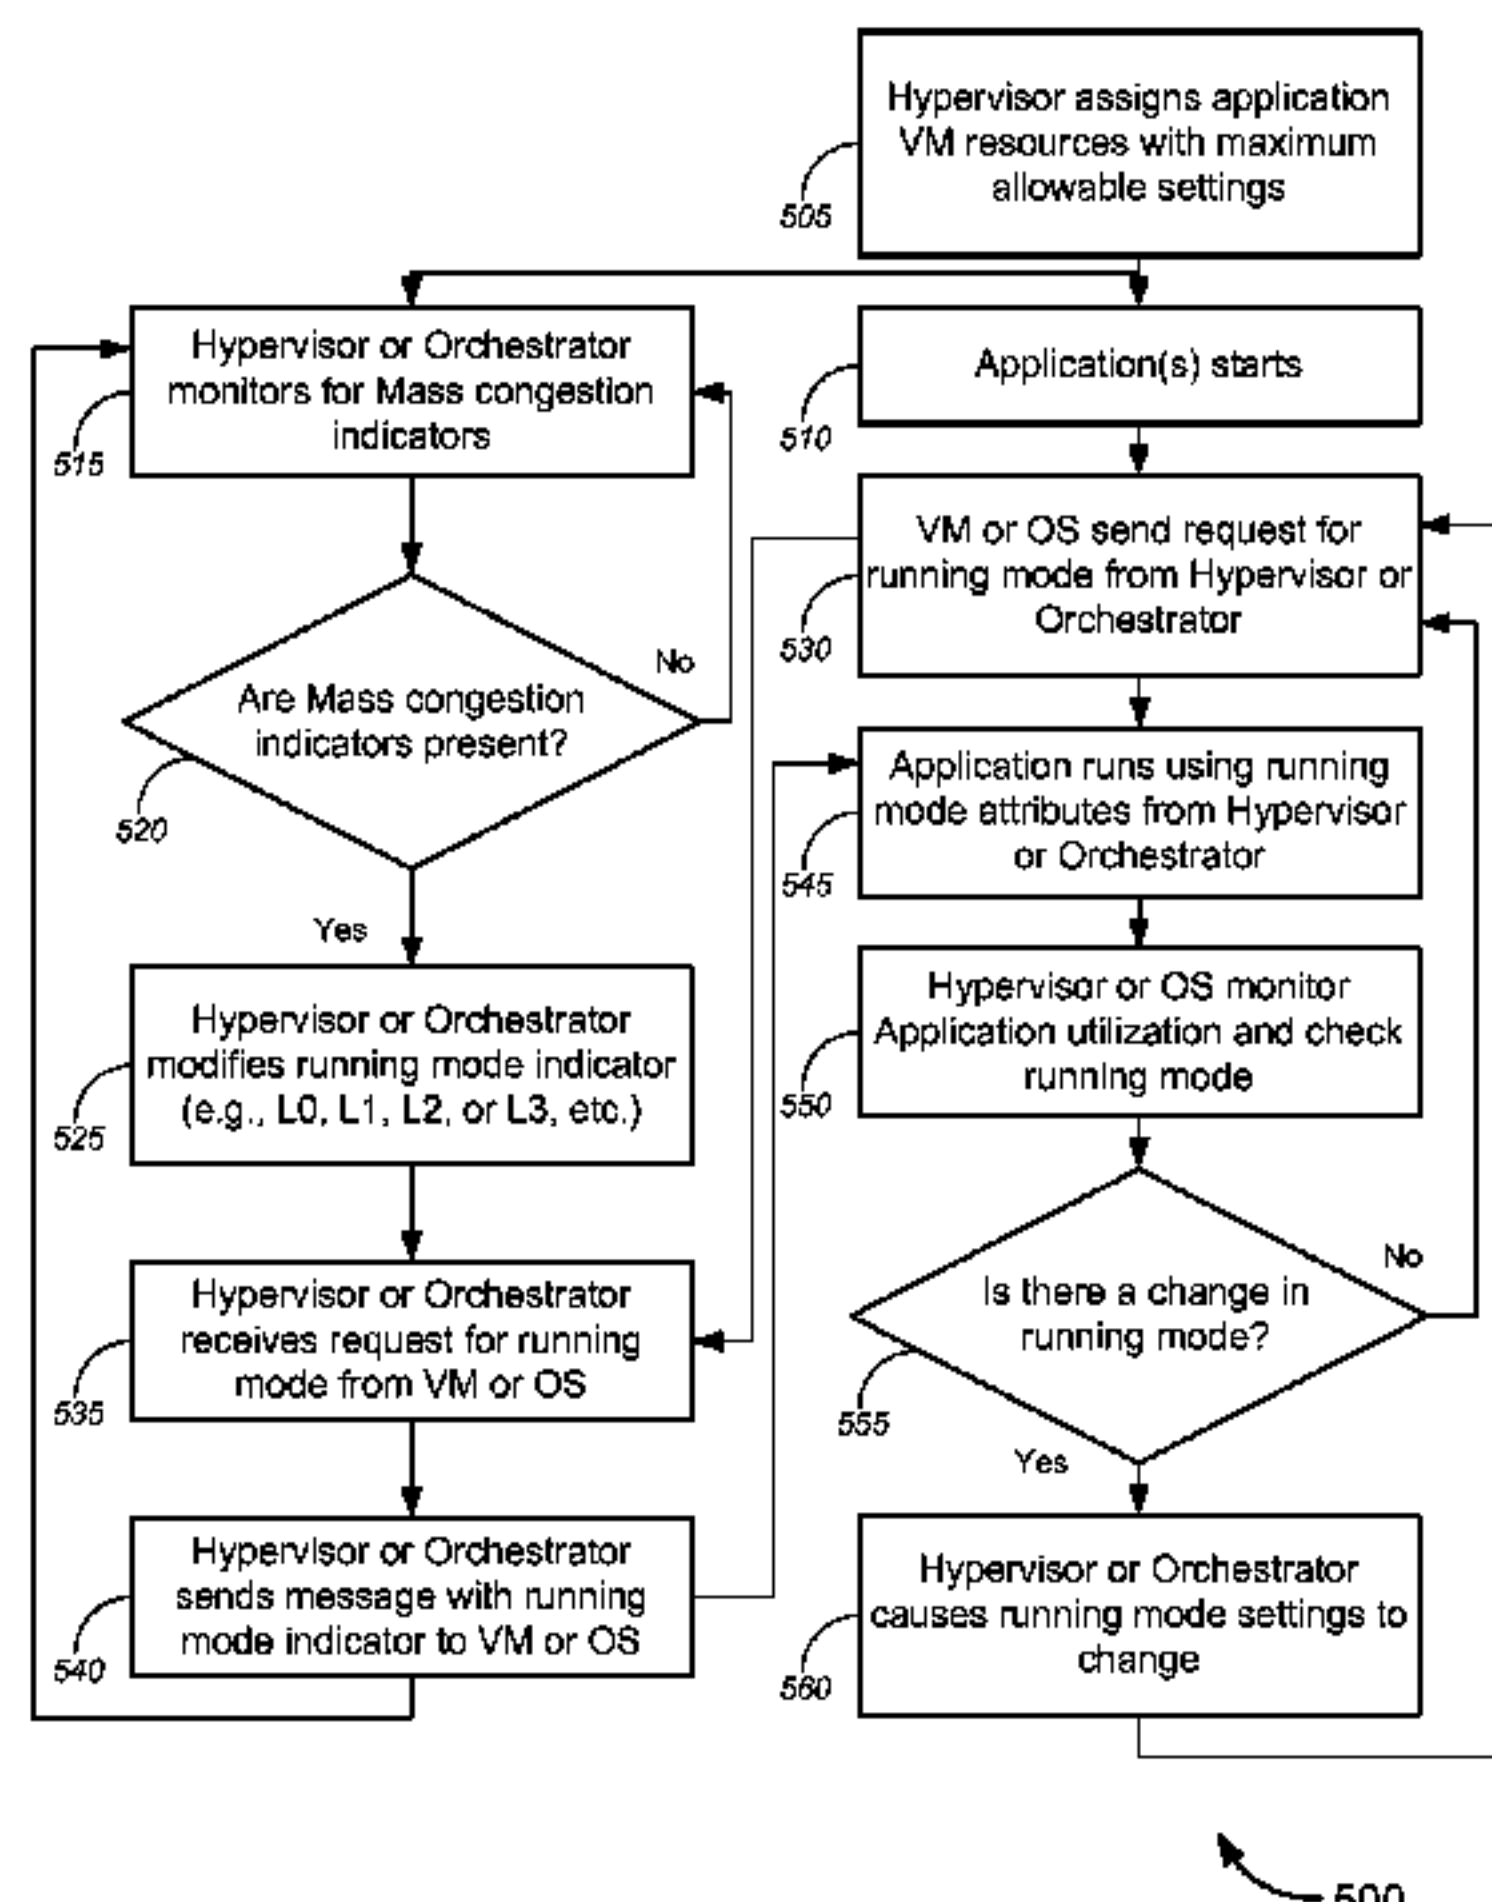 Hypervisor assigns application
VM resources with maximum
allowable settings
505
Hypervisor or Orchestrator
monitors for Mass congestion
indicators
515
Application(s) starts
510
VM or OS send request for
running mode from Hypervisor or
Orchestrator
530
No
Are Mass congestion
indicators present?
520
Application runs using running
mode attributes from Hypervisor
or Orchestrator
545
Yes
Hypervisor or Orchestrator
modifies running mode indicator
(e.g., L0, L1, L2, or L3, etc.)
525
Hypervisor or OS monitor
Application utilization and check
running mode
550
Hypervisor or Orchestrator
receives request for running
mode from VM or OS
535
No
Is there a change in
running mode?
555
Yes
Hypervisor or Orchestrator
sends message with running
mode indicator to VM or OS
540
Hypervisor or Orchestrator
causes running mode settings to
change
560
500